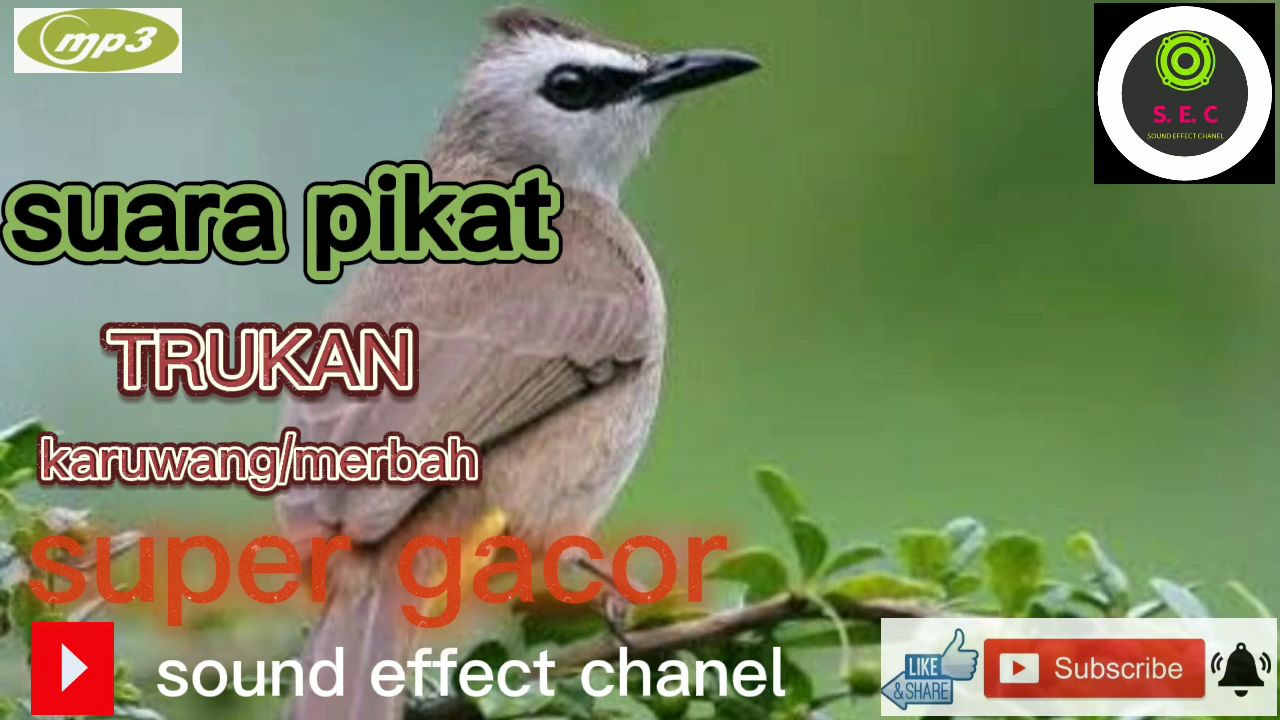 mp3
S. E. C
SOUND EFFECT CHANEL
suara pikat
TRUKAN
karuwang/merbah
super gacor
sound effect chanel
LIKE
& SHARE
Subscribe